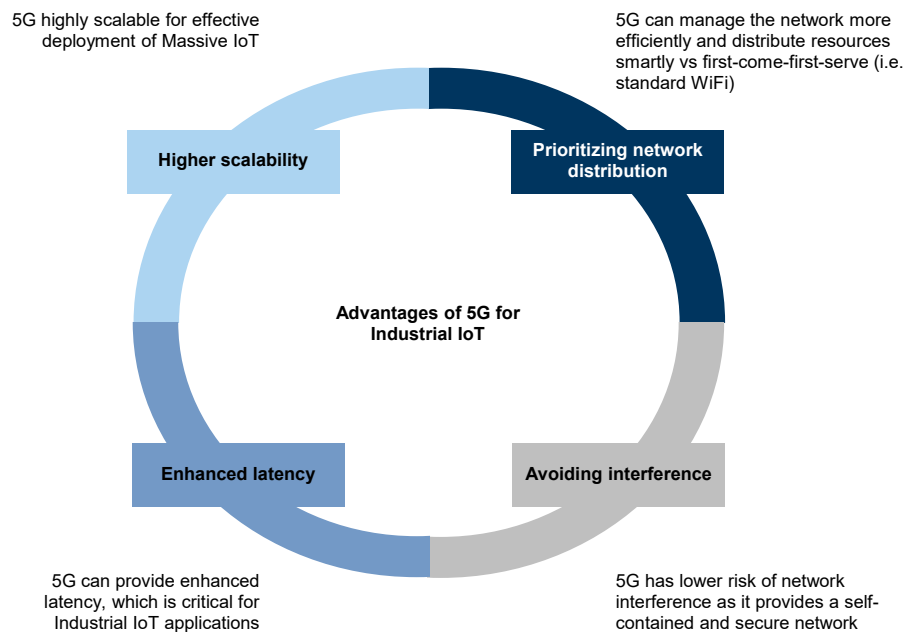 5G highly scalable for effective
deployment of Massive IoT
5G can manage the network more
efficiently and distribute resources
smartly vs first-come-first-serve (i.e.
standard WiFi)
Higher scalability
Prioritizing network
distribution
Advantages of 5G for
Industrial IoT
Enhanced latency
Avoiding interference
5G can provide enhanced
latency, which is critical for
Industrial IoT applications
5G has lower risk of network
interference as it provides a self-
contained and secure network